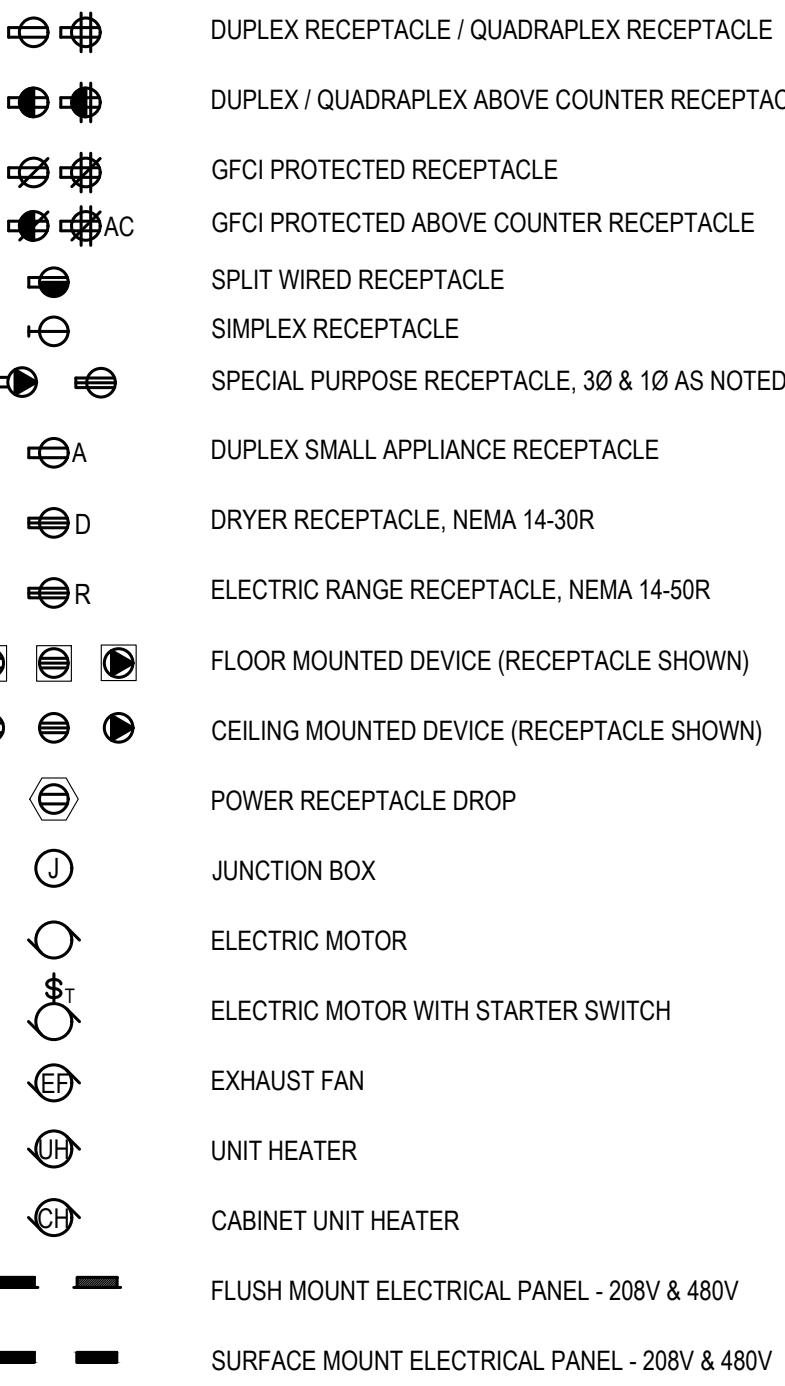 DUPLEX RECEPTACLE / QUADRAPLEX RECEPTACLE
DUPLEX / QUADRAPLEX ABOVE COUNTER
GFCI PROTECTED RECEPTACLE
AC GFCI PROTECTED ABOVE COUNTER RECEPTACLE
SPLIT WIRED RECEPTACLE
SIMPLEX RECEPTACLE
SPECIAL PURPOSE RECEPTACLE, 3Ø & 1Ø AS NOTED
A DUPLEX SMALL APPLIANCE RECEPTACLE
D DRYER RECEPTACLE, NEMA 14-30R
R ELECTRIC RANGE RECEPTACLE, NEMA 14-50R
FLOOR MOUNTED DEVICE (RECEPTACLE SHOWN)
CEILING MOUNTED DEVICE (RECEPTACLE SHOWN)
POWER RECEPTACLE DROP
J JUNCTION BOX
ELECTRIC MOTOR
$T ELECTRIC MOTOR WITH STARTER SWITCH
EF EXHAUST FAN
UH UNIT HEATER
CH CABINET UNIT HEATER
FLUSH MOUNT ELECTRICAL PANEL - 208V & 480V
SURFACE MOUNT ELECTRICAL PANEL - 208V & 480V